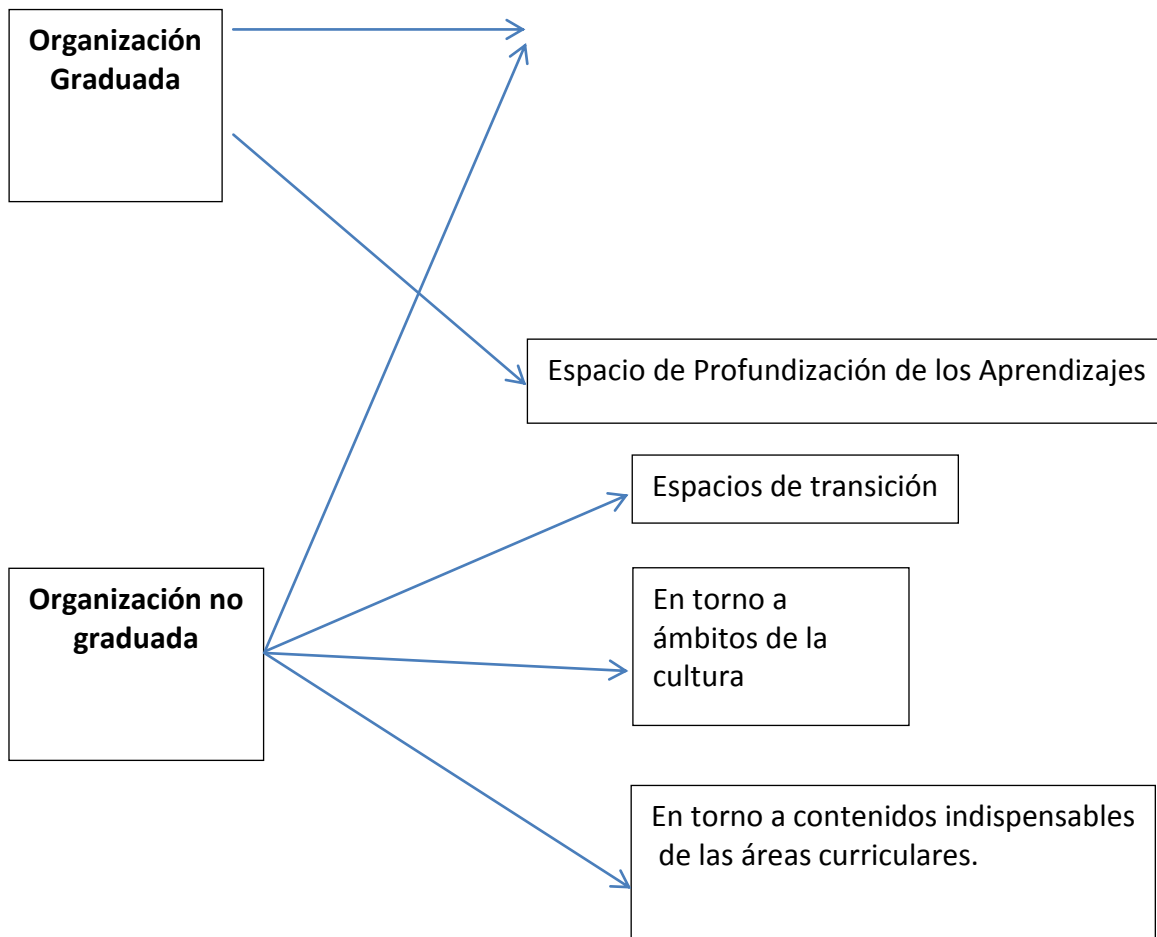 Organización
Graduada
Espacio de Profundización de los Aprendizajes
Espacios de transición
Organización no
graduada
En torno a
ámbitos de la
cultura
En torno a contenidos indispensables
de las áreas curriculares.